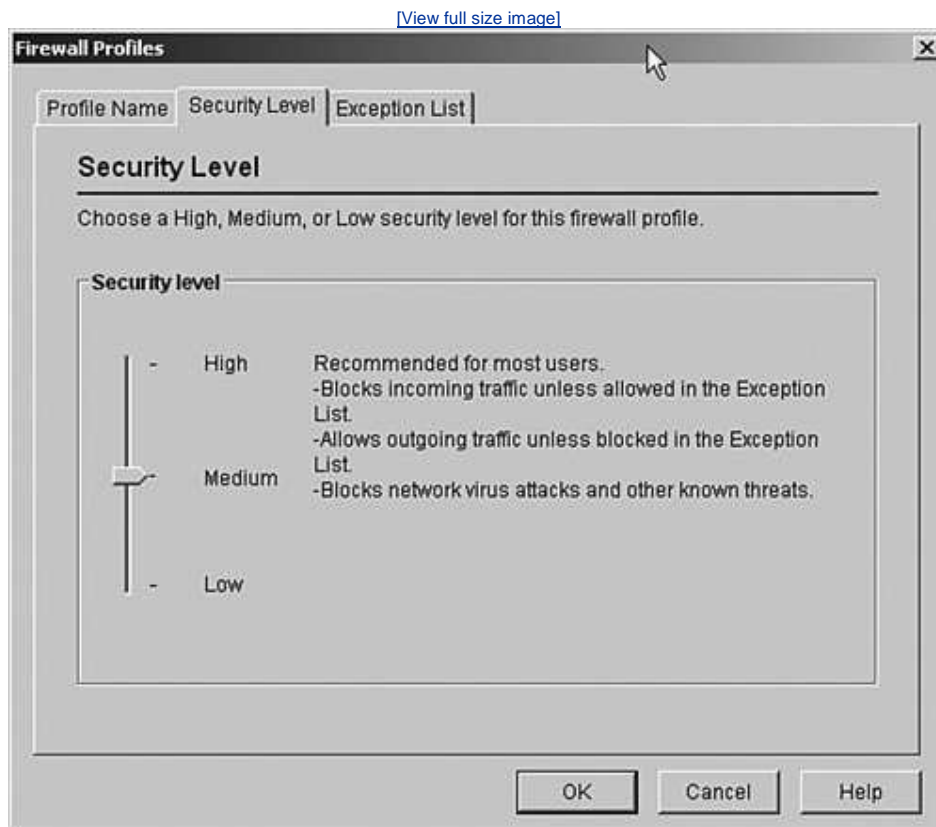 [View full size image]
Firewall Profiles
Profile Name
Security Level
Exception List
Security Level
Choose a High, Medium, or Low security level for this firewall profile.
Security level
High
Recommended for most users.
-Blocks incoming traffic unless allowed in the Exception
List.
-Allows outgoing traffic unless blocked in the Exception
List.
Medium
-Blocks network virus attacks and other known threats.
Low
OK
Cancel
Help